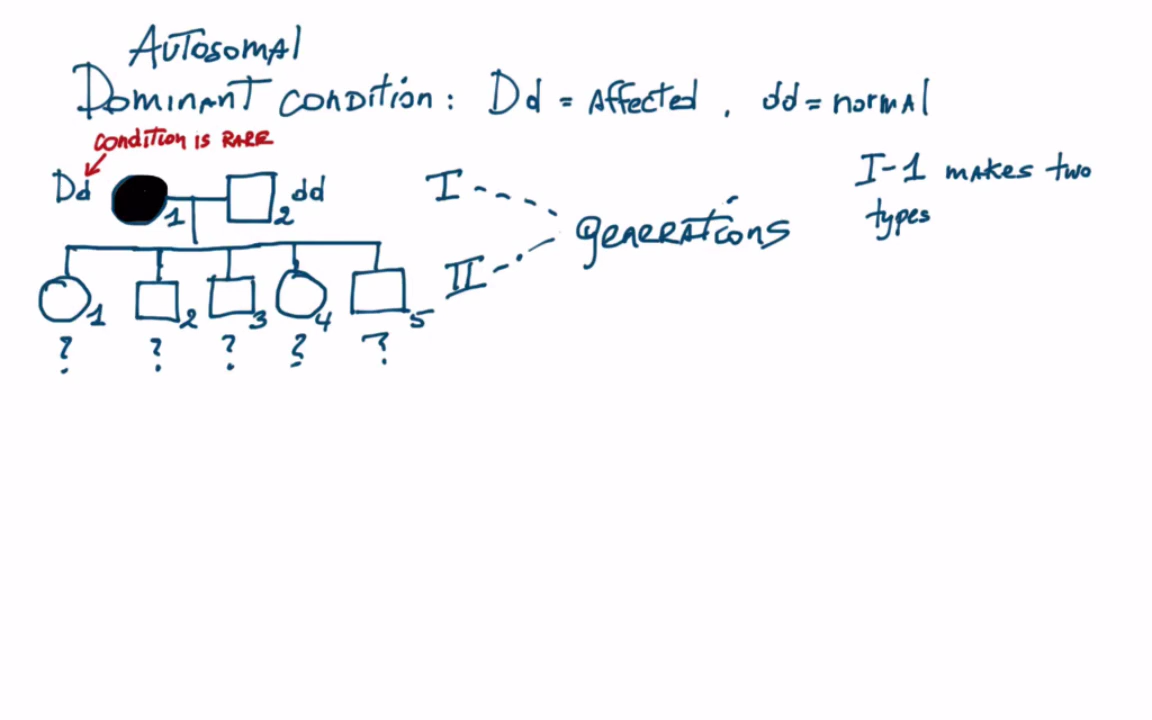 Autosomal
Dominant condition: Dd = Affected, dd = normal
condition is RARE
I-1 makes two
types
Dd 1 2 dd
I
generations
II
1 2 3 4 5
? ? ? ? ?